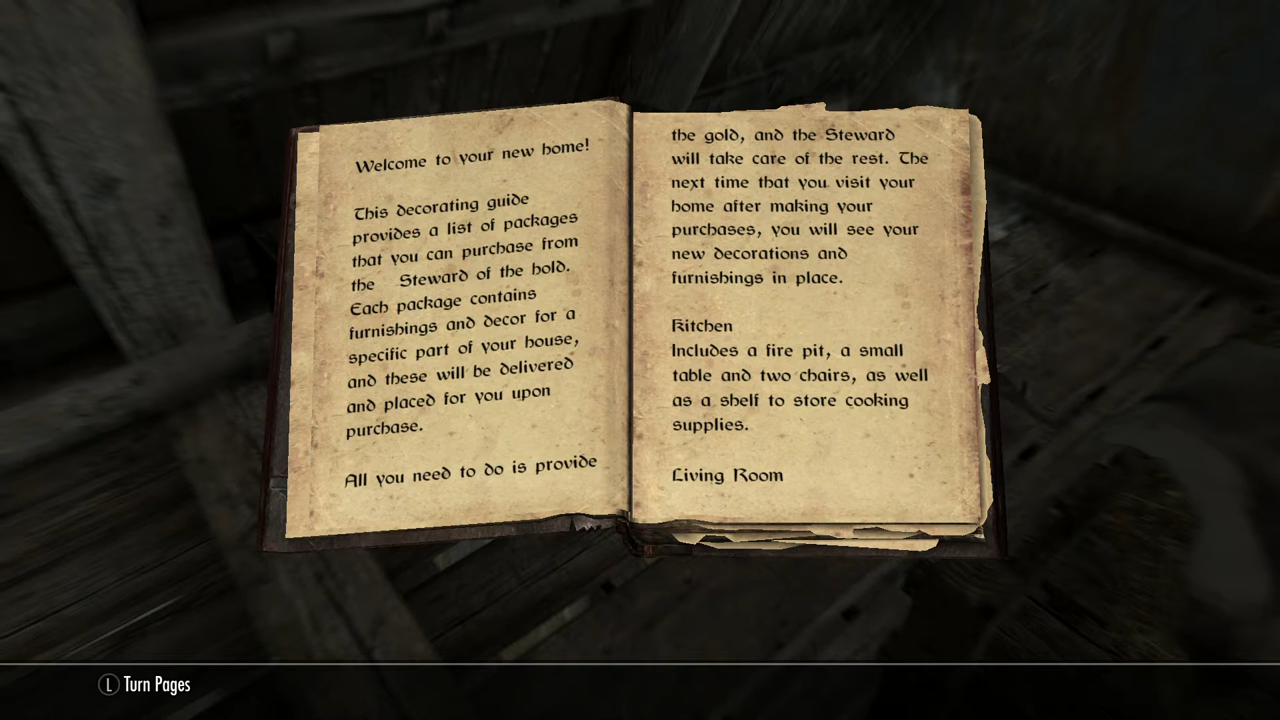 Welcome to your new home!
This decorating guide
provides a list of packages
that you can purchase from
the Steward of the hold.
Each package contains
furnishings and decor for a
specific part of your house,
and these will be delivered
and placed for you upon
purchase.
All you need to do is provide
the gold, and the Steward
will take care of the rest. The
next time that you visit your
home after making your
purchases, you will see your
new decorations and
furnishings in place.
Kitchen
Includes a fire pit, a small
table and two chairs, as well
as a shelf to store cooking
supplies.
Living Room
L Turn Pages